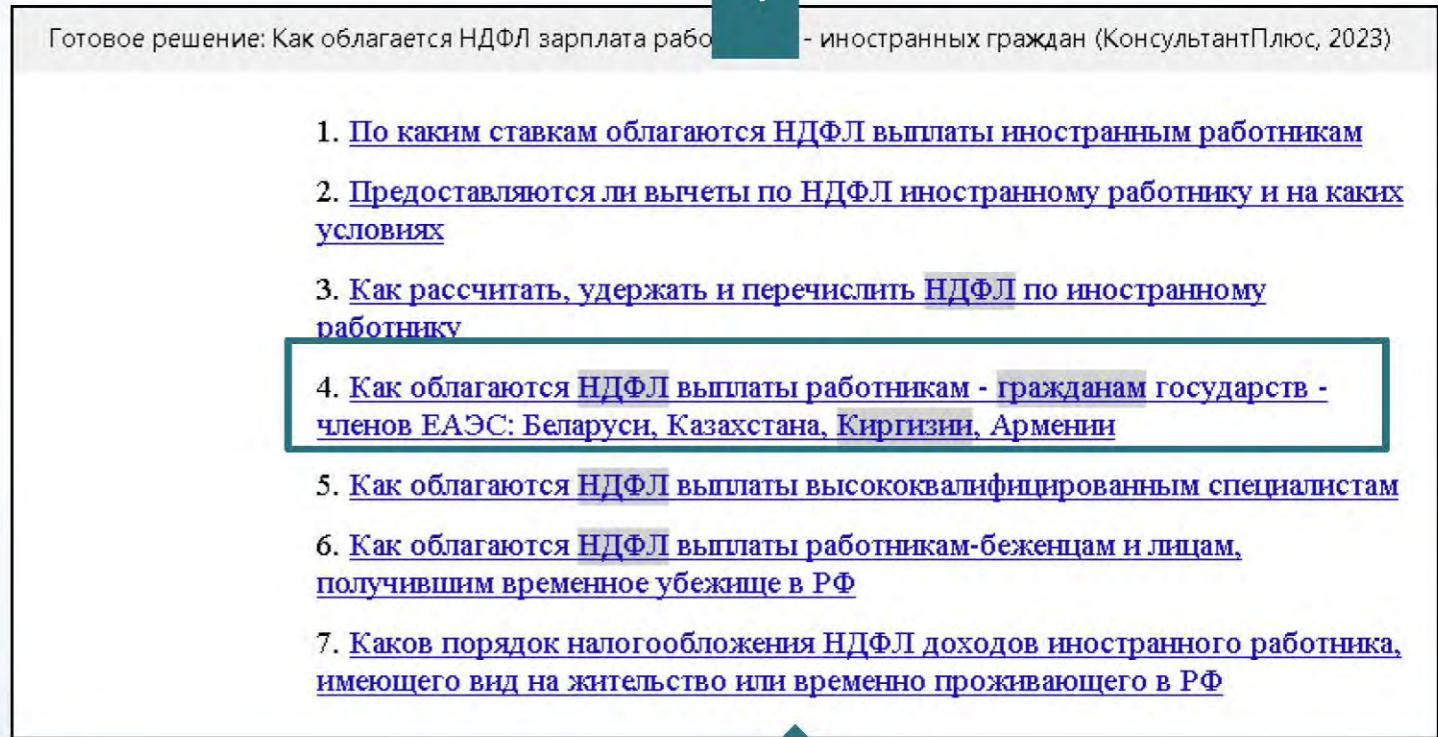 Готовое решение: Как облагается НДФЛ зарплата рабо - иностранных граждан (КонсультантПлюс, 2023)
1. По каким ставкам облагаются НДФЛ выплаты иностранным работникам
2. Предоставляются ли вычеты по НДФЛ иностранному работнику и на каких
условиях
3. Как рассчитать, удержать и перечислить НДФЛ по иностранному
работнику
4. Как облагаются НДФЛ выплаты работникам - гражданам государств -
членов ЕАЭС: Беларуси, Казахстана, Киргизии, Армении
5. Как облагаются НДФЛ выплаты высококвалифицированным специалистам
6. Как облагаются НДФЛ выплаты работникам-беженцам и лицам,
получившим временное убежище в РФ
7. Каков порядок налогообложения НДФЛ доходов иностранного работника,
имеющего вид на жительство или временно проживающего в РФ